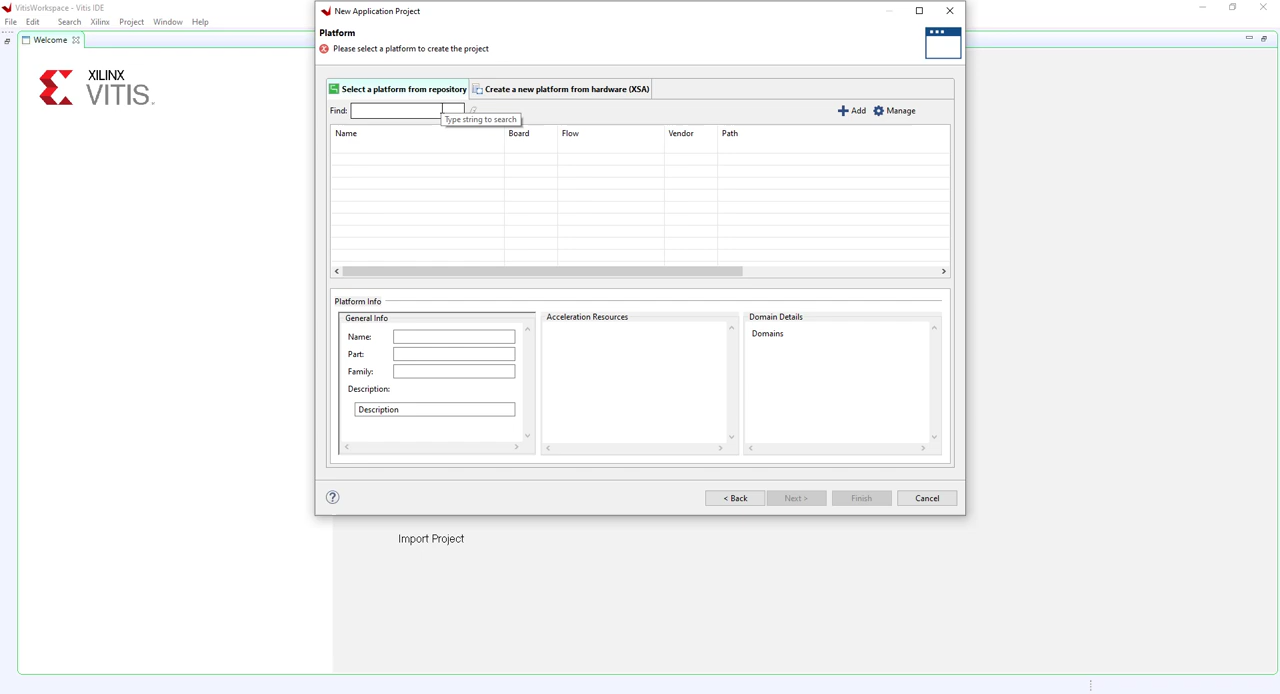 VitisWorkspace - Vitis IDE
File Edit Search Xilinx Project Window Help
Welcome
XILINX
VITIS.
New Application Project
Platform
Please select a platform to create the project
Select a platform from repository
Create a new platform from hardware (XSA)
Find:
Type string to search
Add
Manage
Name Board Flow Vendor Path
Platform Info
General Info
Name:
Part:
Family:
Description:
Description
Acceleration Resources
Domain Details
Domains
< Back
Next >
Finish
Cancel
Import Project